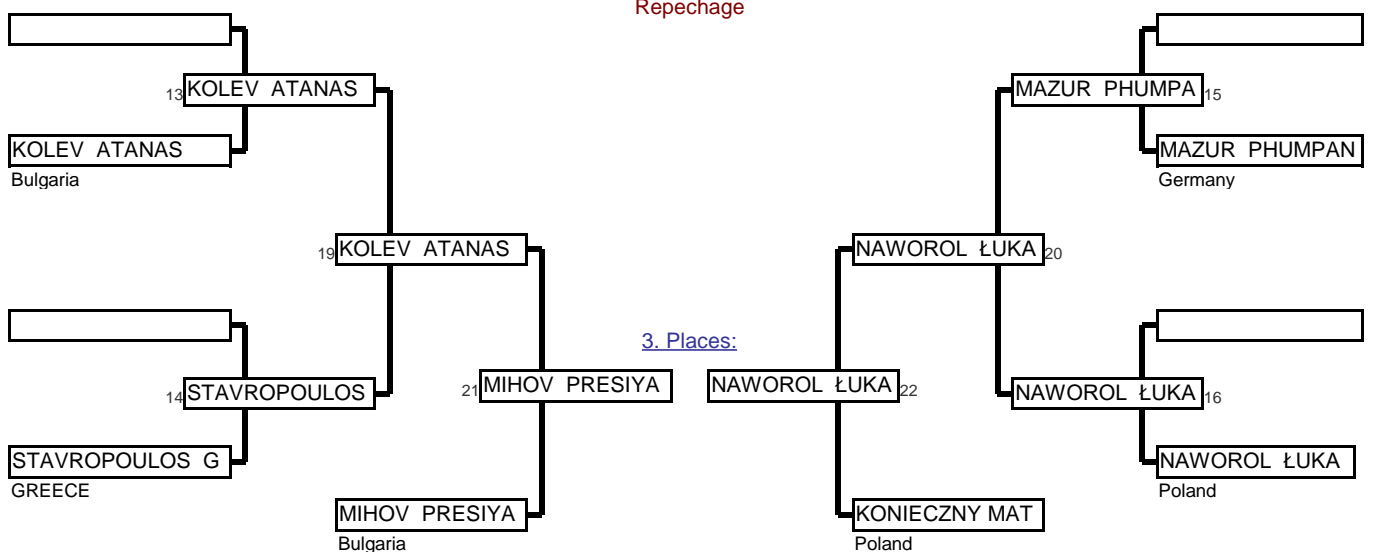 Repechage
13 KOLEV ATANAS
MAZUR PHUMPA 15
KOLEV ATANAS
MAZUR PHUMPAN
Bulgaria
Germany
19 KOLEV ATANAS
NAWOROL ŁUKA 20
3. Places:
14 STAVROPOULOS
21 MIHOV PRESIYA
NAWOROL ŁUKA 22
NAWOROL ŁUKA 16
STAVROPOULOS G
NAWOROL ŁUKA
GREECE
Poland
MIHOV PRESIYA
KONIECZNY MAT
Bulgaria
Poland